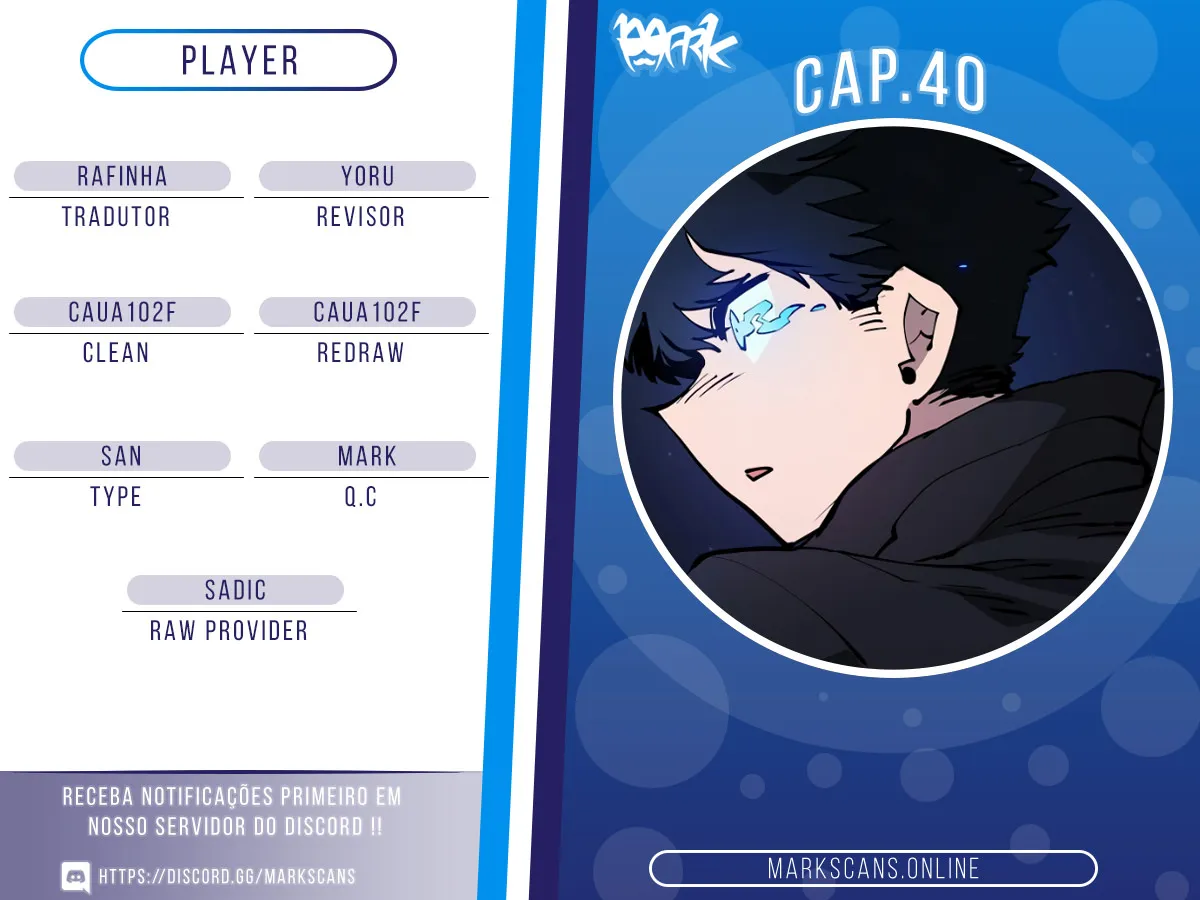 PLAYER
RAFINHA
TRADUTOR
YORU
REVISOR
CAUA102F
CLEAN
CAUA102F
REDRAW
SAN
TYPE
MARK
Q.C
SADIC
RAW PROVIDER
RECEBA NOTIFICAÇÕES PRIMEIRO EM
NOSSO SERVIDOR DO DISCORD !!
HTTPS://DISCORD.GG/MARKSCANS
MARK
CAP.40
MARKSCANS.ONLINE